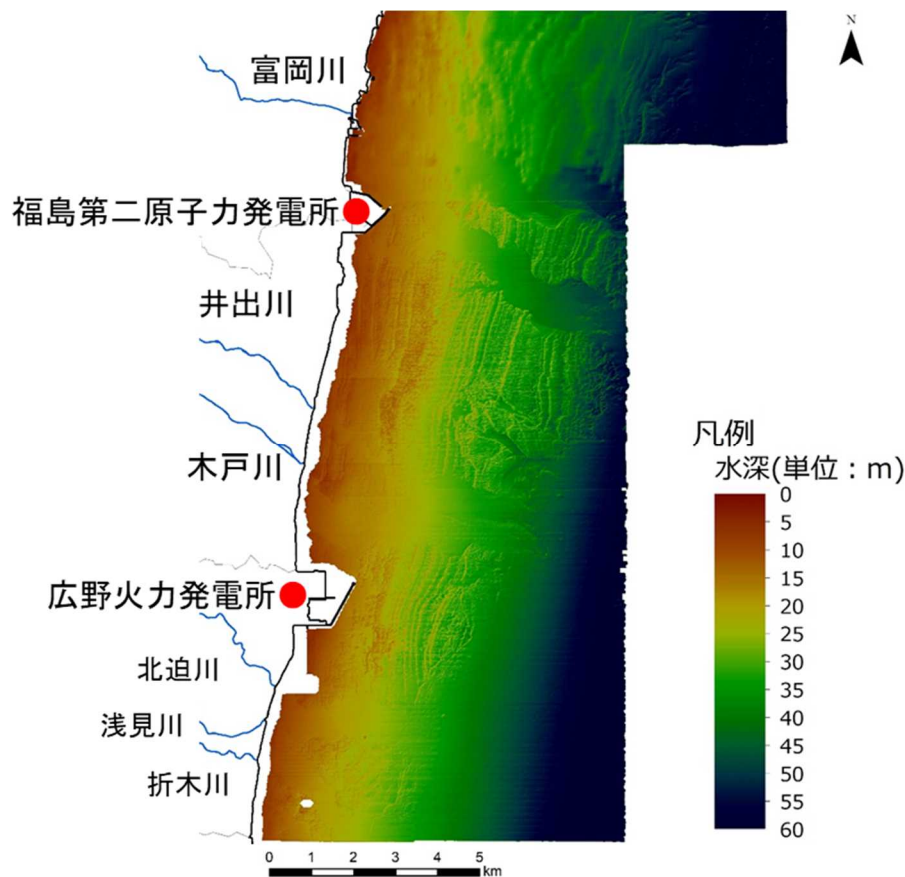 N
富岡川
福島第二原子力発電所
井出川
木戸川
広野火力発電所
北迫川
浅見川
折木川
凡例
水深(単位：m)
0
5
10
15
20
25
30
35
40
45
50
55
60
0 1 2 3 4 5
km